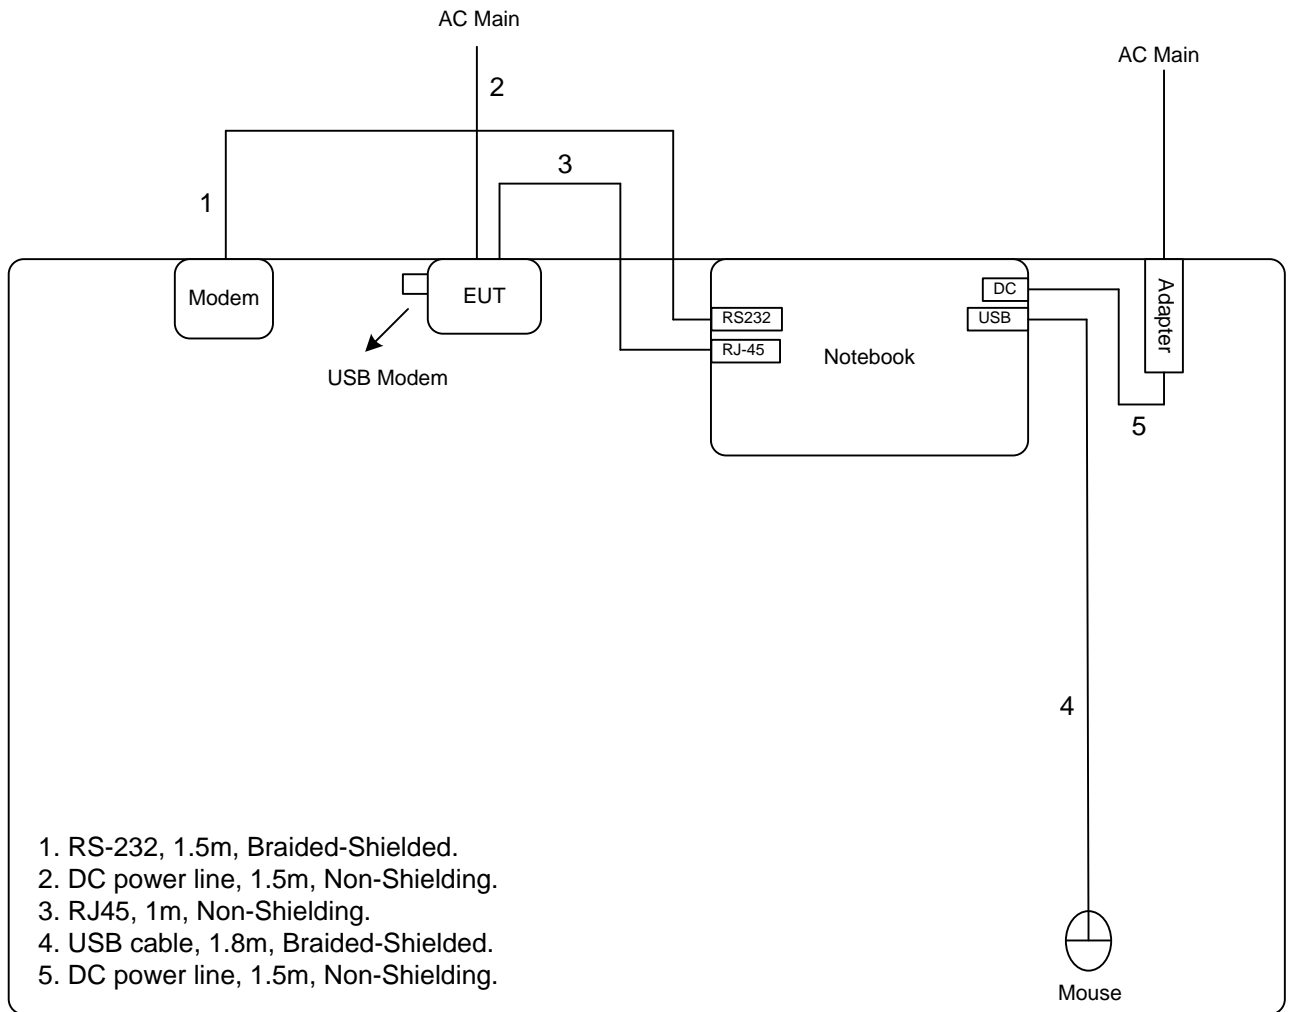 AC Main
AC Main
2
3
1
Modem
EUT
USB Modem
RS232
RJ-45
Notebook
DC
USB
Adapter
5
4
1. RS-232, 1.5m, Braided-Shielded.
2. DC power line, 1.5m, Non-Shielding.
3. RJ45, 1m, Non-Shielding.
4. USB cable, 1.8m, Braided-Shielded.
5. DC power line, 1.5m, Non-Shielding.
Mouse